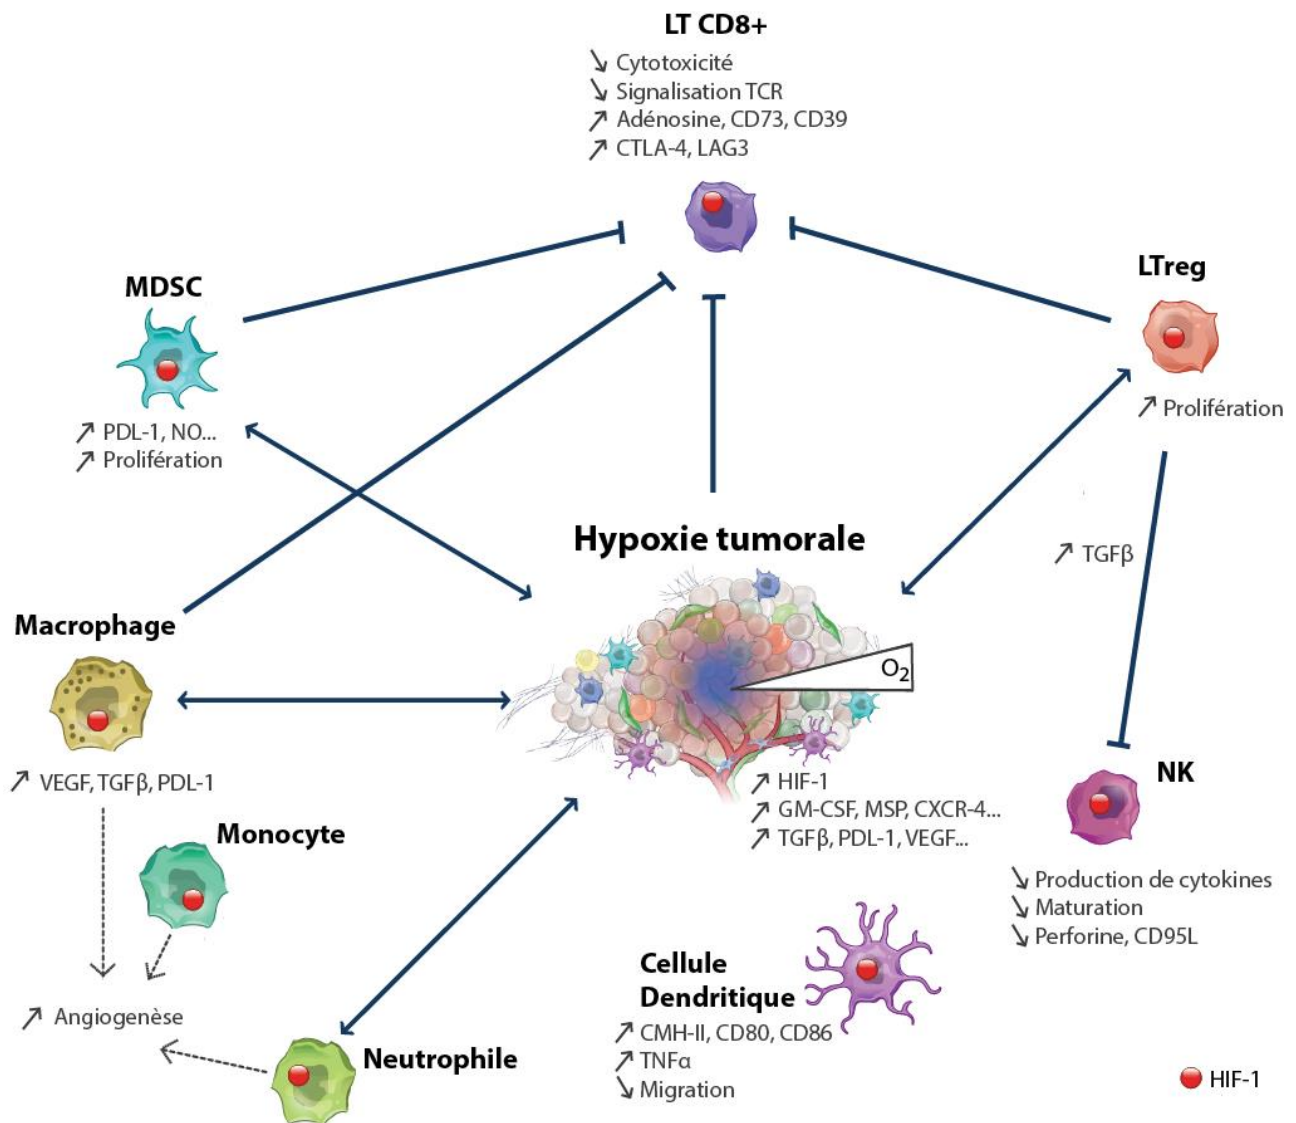 LT CD8+
↘ Cytotoxicité
↘ Signalisation TCR
↗ Adénosine, CD73, CD39
↗ CTLA-4, LAG3
MDSC
↗ PDL-1, NO...
↗ Prolifération
LTreg
↗ Prolifération
↗ TGFβ
Hypoxie tumorale
O2
↗ HIF-1
↗ GM-CSF, MSP, CXCR-4...
↗ TGFβ, PDL-1, VEGF...
Macrophage
↗ VEGF, TGFβ, PDL-1
Monocyte
↗ Angiogenèse
Neutrophile
NK
↘ Production de cytokines
↘ Maturation
↘ Perforine, CD95L
Cellule
Dendritique
↗ CMH-II, CD80, CD86
↗ TNFα
↘ Migration
HIF-1